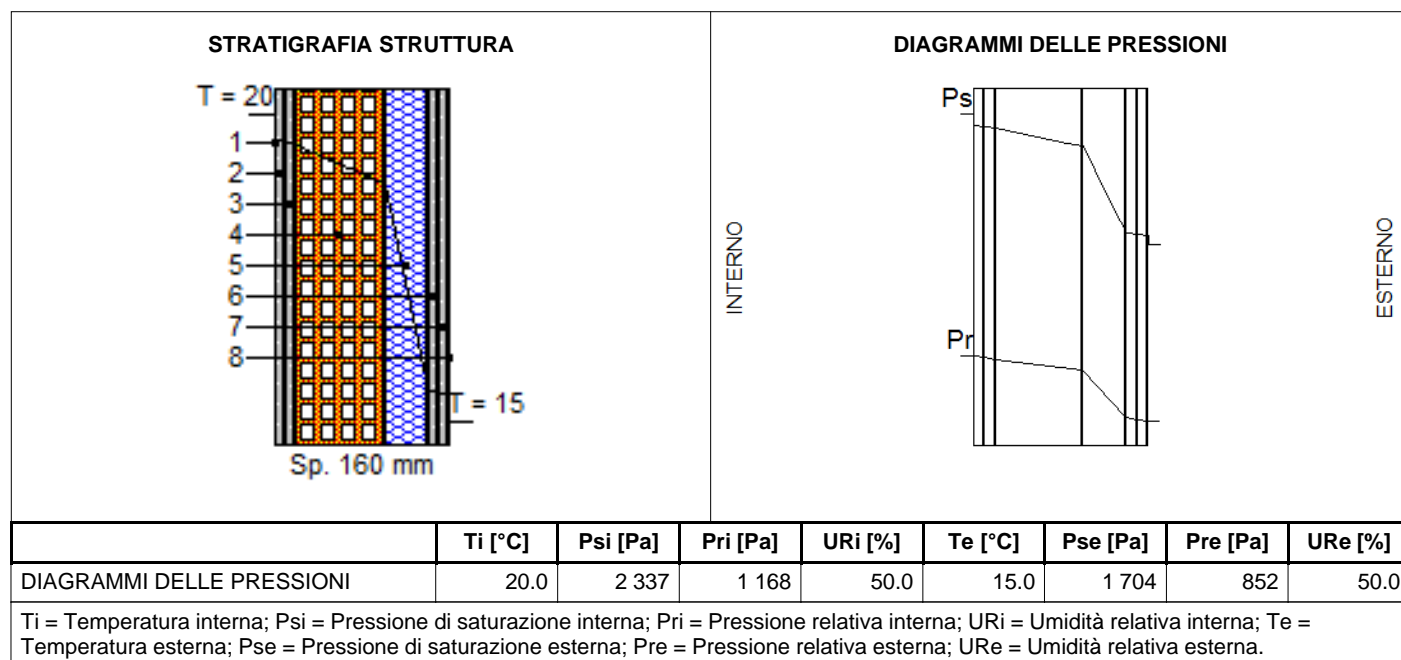 STRATIGRAFIA STRUTTURA
T = 20
1
2
3
4
5
6
7
8
T = 15
Sp. 160 mm
DIAGRAMMI DELLE PRESSIONI
Ps
Pr
INTERNO
ESTERNO
Ti [°C] Psi [Pa] Pri [Pa] URi [%] Te [°C] Pse [Pa] Pre [Pa] URe [%]
DIAGRAMMI DELLE PRESSIONI 20.0 2 337 1 168 50.0 15.0 1 704 852 50.0
Ti = Temperatura interna; Psi = Pressione di saturazione interna; Pri = Pressione relativa interna; URi = Umidità relativa interna; Te =
Temperatura esterna; Pse = Pressione di saturazione esterna; Pre = Pressione relativa esterna; URe = Umidità relativa esterna.